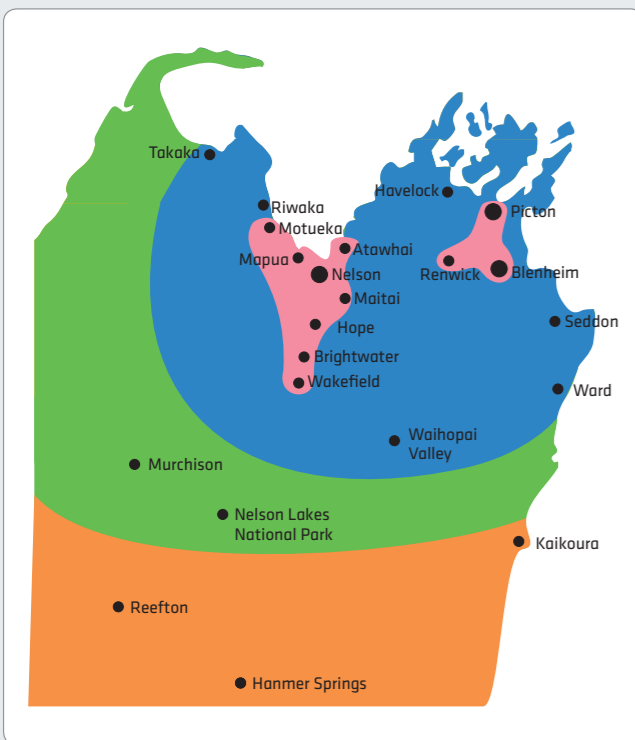 Takaka
Havelock
Riwaka
Picton
Motueka
Atawhai
Mapua
Nelson
Renwick
Blenheim
Maitai
Hope
Seddon
Brightwater
Wakefield
Ward
Waihopai
Valley
Murchison
Nelson Lakes
National Park
Kaikoura
Reefton
Hanmer Springs